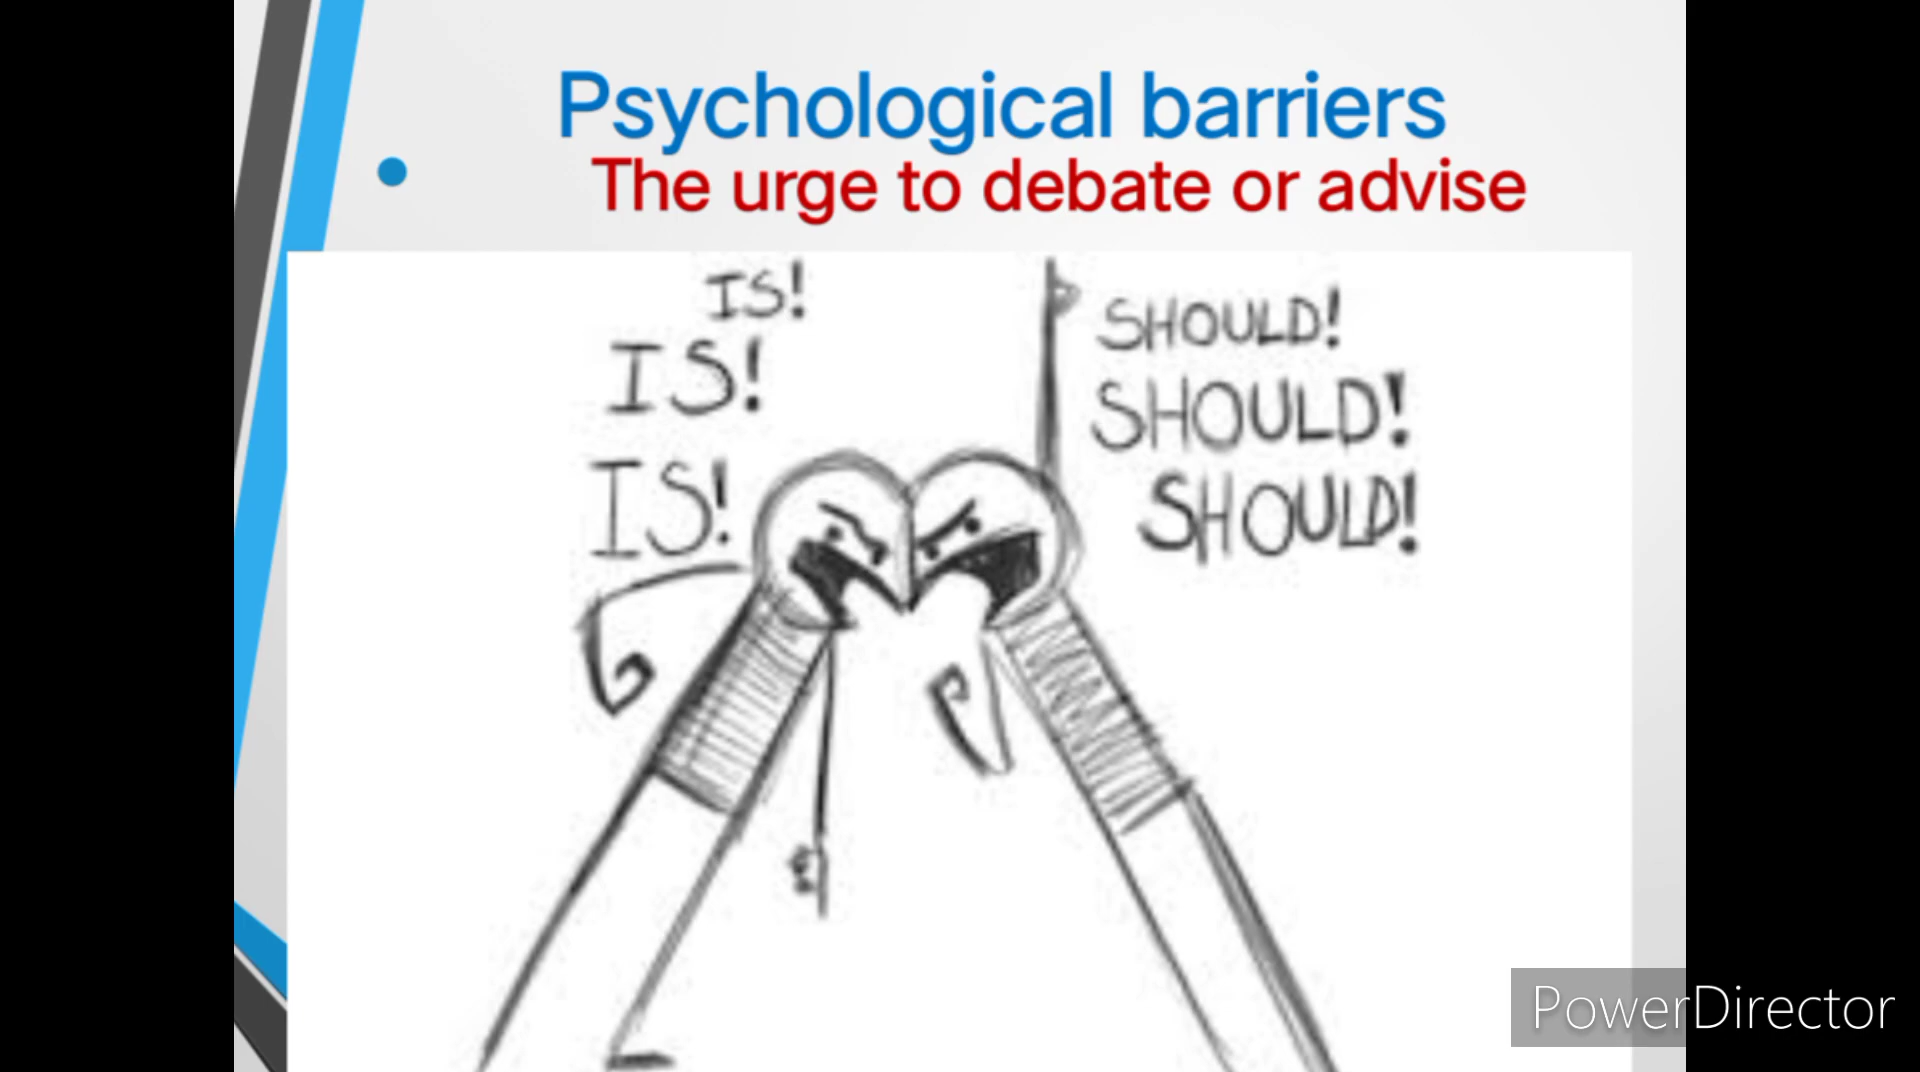 Psychological barriers
The urge to debate or advise
IS!
IS!
IS!
SHOULD!
SHOULD!
SHOULD!
PowerDirector